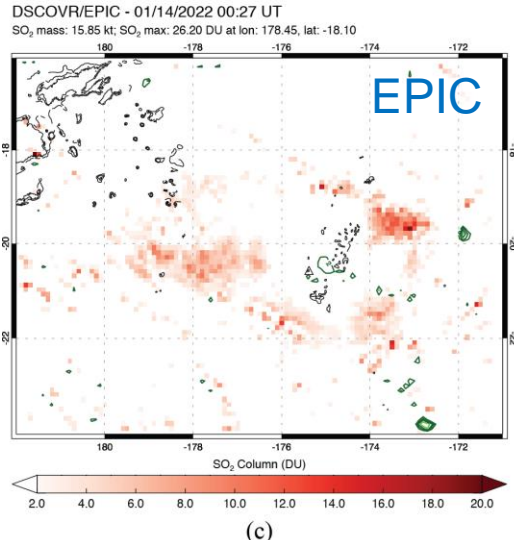 DSCOVR/EPIC - 01/14/2022 00:27 UT
SO₂ mass: 15.85 kt; SO₂ max: 26.20 DU at lon: 178.45, lat: -18.10
180 -178 -176 -174 -172
EPIC
-18 -18
-20 -20
-22 -22
180 -178 -176 -174 -172
SO₂ Column (DU)
2.0 4.0 6.0 8.0 10.0 12.0 14.0 16.0 18.0 20.0
(c)